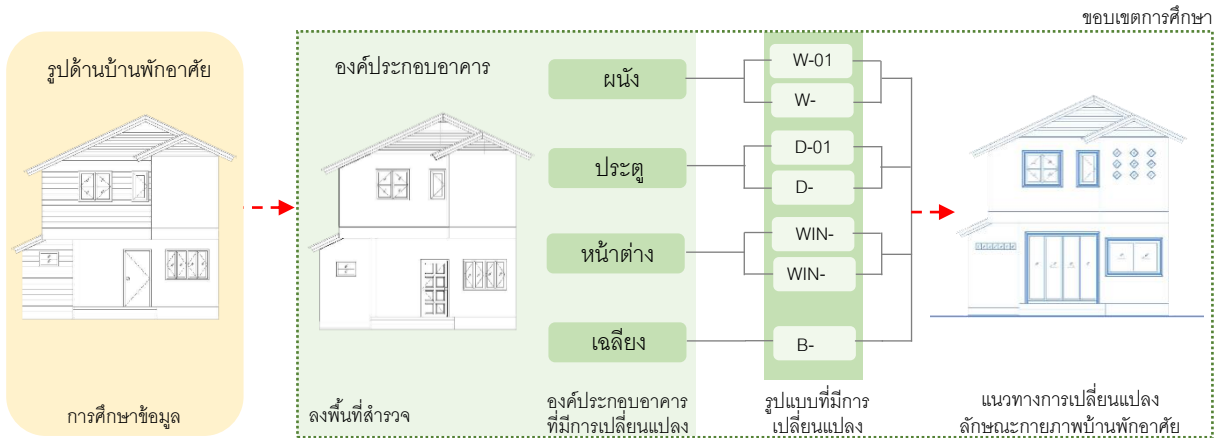 ขอบเขตการศึกษา
รูปด้านบ้านพักอาศัย
องค์ประกอบอาคาร
ผนัง
W-01
W-
ประตู
D-01
D-
หน้าต่าง
WIN-
WIN-
เฉลียง
B-
การศึกษาข้อมูล
ลงพื้นที่สำรวจ
องค์ประกอบอาคาร
ที่มีการเปลี่ยนแปลง
รูปแบบที่มีการ
เปลี่ยนแปลง
แนวทางการเปลี่ยนแปลง
ลักษณะกายภาพบ้านพักอาศัย